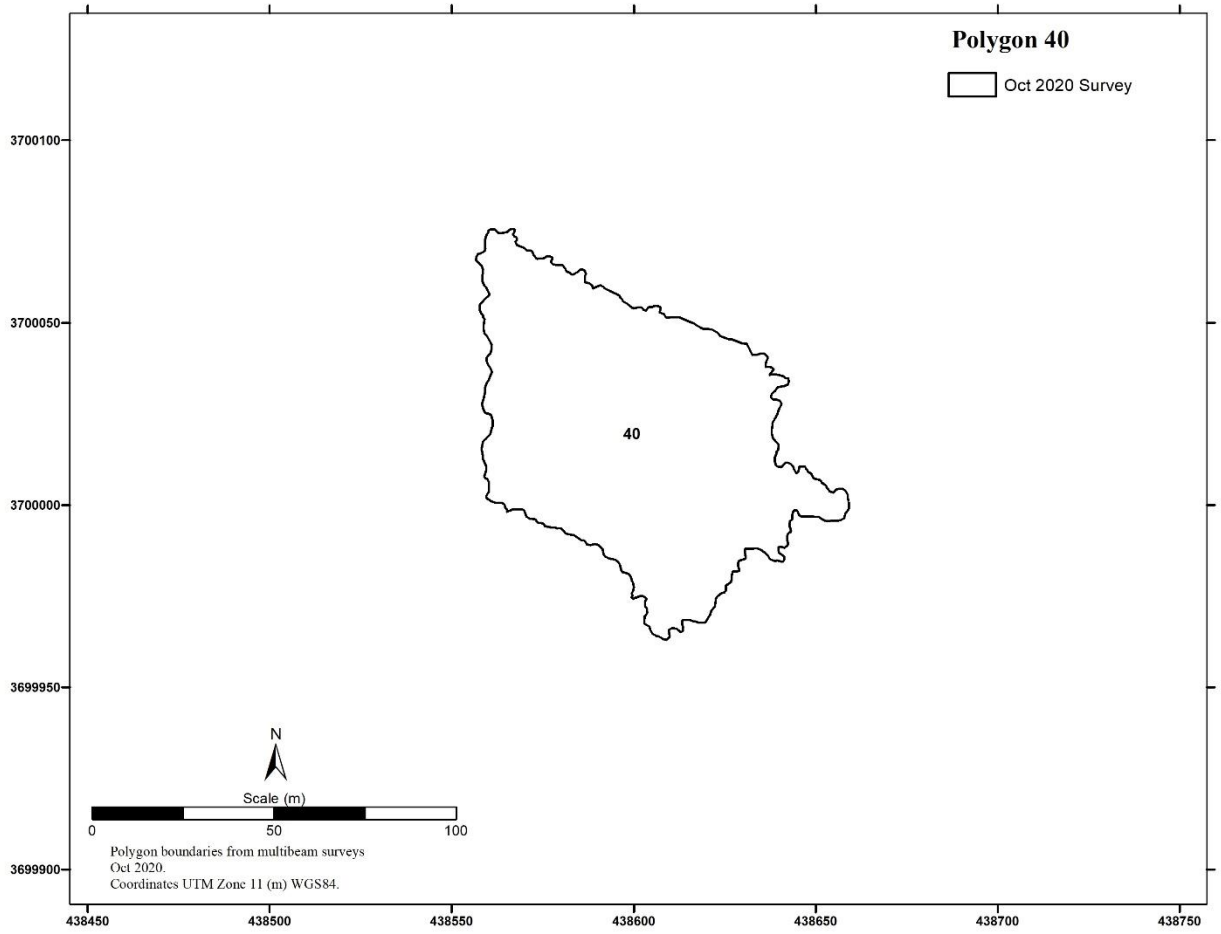 Polygon 40
Oct 2020 Survey
3700100
3700050
40
3700000
3699950
N
Scale (m)
0 50 100
Polygon boundaries from multibeam surveys
Oct 2020.
Coordinates UTM Zone 11 (m) WGS84.
3699900
438450 438500 438550 438600 438650 438700 438750